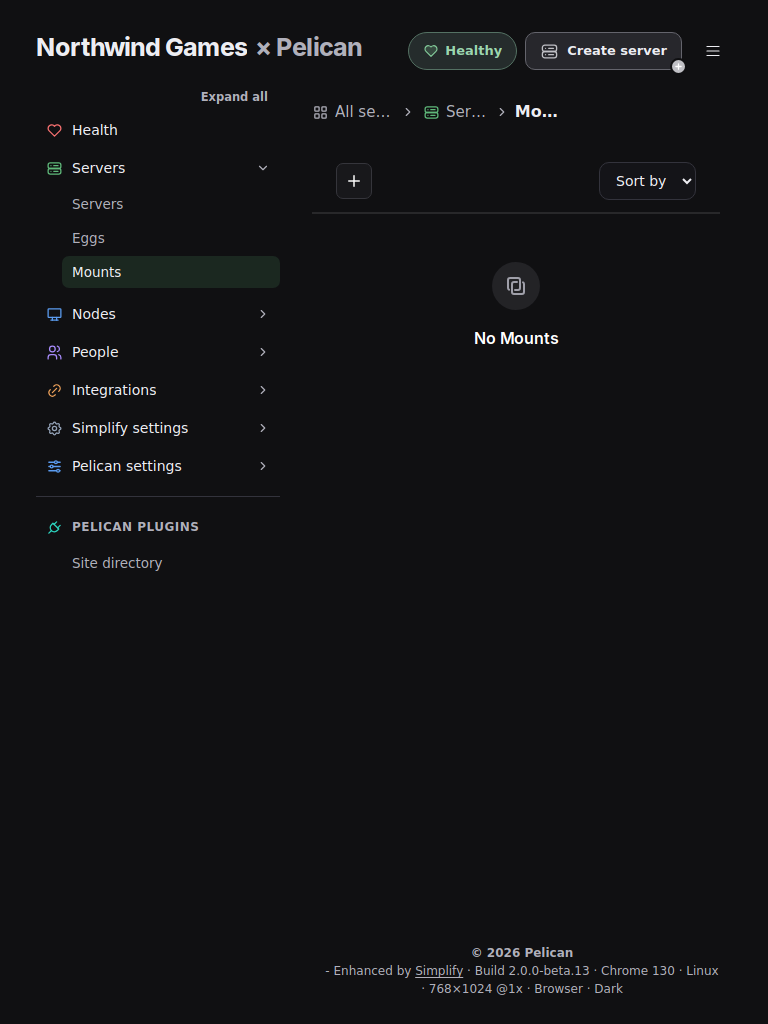 Northwind Games × Pelican
Healthy
Create server
Expand all
Health
Servers
Servers
Eggs
Mounts
Nodes
People
Integrations
Simplify settings
Pelican settings
PELICAN PLUGINS
Site directory
All se… Ser… Mo…
Sort by
No Mounts
© 2026 Pelican
- Enhanced by Simplify · Build 2.0.0-beta.13 · Chrome 130 · Linux
· 768×1024 @1x · Browser · Dark